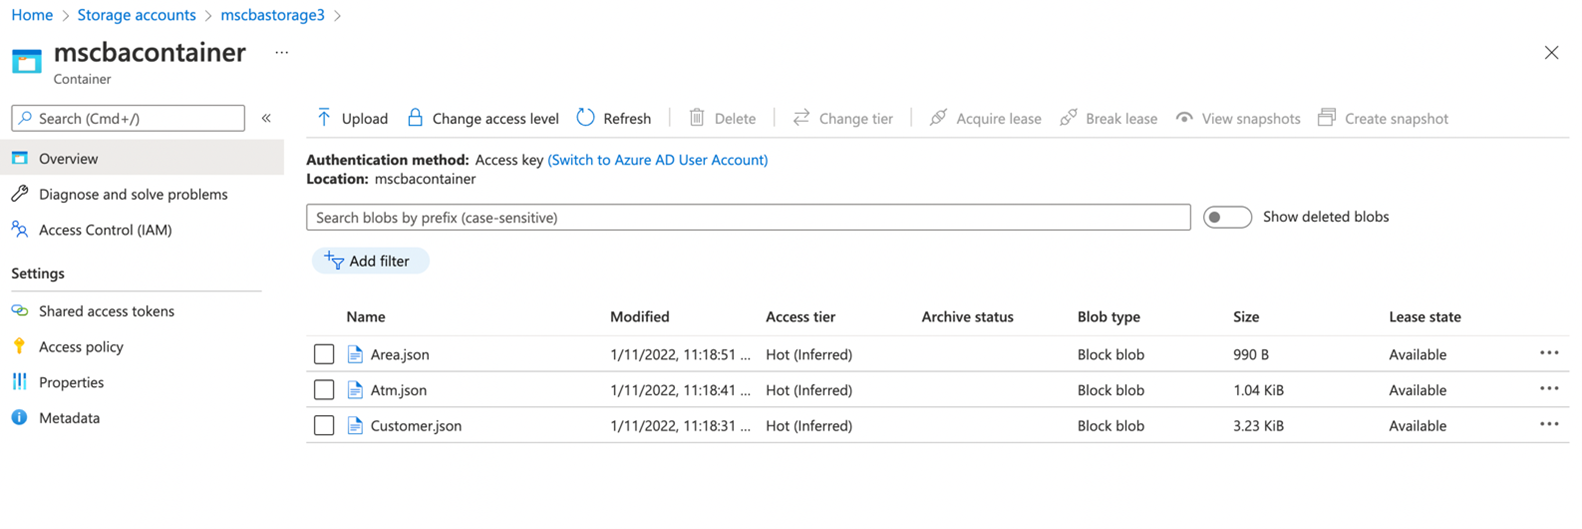 Home > Storage accounts > mscbastorage3 >
mscbacontainer ...
Container
Search (Cmd+/) «
Overview
Diagnose and solve problems
Access Control (IAM)
Settings
Shared access tokens
Access policy
Properties
Metadata
Upload Change access level Refresh Delete Change tier Acquire lease Break lease View snapshots Create snapshot
Authentication method: Access key (Switch to Azure AD User Account)
Location: mscbacontainer
Search blobs by prefix (case-sensitive) Show deleted blobs
Add filter
Name Modified Access tier Archive status Blob type Size Lease state
Area.json 1/11/2022, 11:18:51 ... Hot (Inferred) Block blob 990 B Available ...
Atm.json 1/11/2022, 11:18:41 ... Hot (Inferred) Block blob 1.04 KiB Available ...
Customer.json 1/11/2022, 11:18:31 ... Hot (Inferred) Block blob 3.23 KiB Available ...